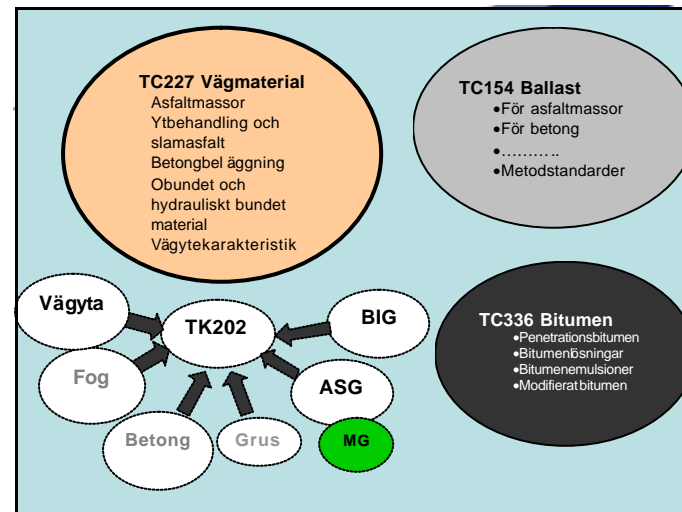 TC227 Vägmaterial
Asfaltmassor
Ytbehandling och
slamasfalt
Betongbel äggning
Obundet och
hydrauliskt bundet
material
Vägytekarakteristik
TC154 Ballast
•För asfaltmassor
•För betong
•...........
•Metodstandarder
TC336 Bitumen
•Penetrationsbitumen
•Bitumenlösningar
•Bitumenemulsioner
•Modifierat bitumen
Vägyta
TK202
BIG
Fog
ASG
Betong
Grus
MG